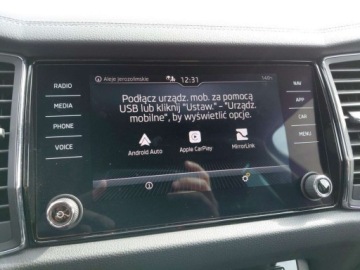 RADIO
MEDIA
PHONE
VOICE
Aleje Jerozolimskie
12:31
Podłącz urządz. mob. za pomocą
USB lub kliknij "Ustaw." - "Urządz.
mobilne", by wyświetlić opcje.
Android Auto
Apple CarPlay
MirrorLink
NAV
APP
CAR
MENU